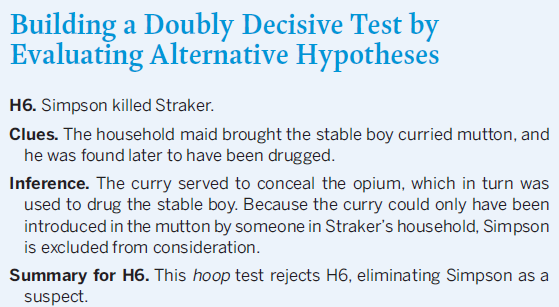 Building a Doubly Decisive Test by
Evaluating Alternative Hypotheses
H6. Simpson killed Straker.
Clues. The household maid brought the stable boy curried mutton, and
he was found later to have been drugged.
Inference. The curry served to conceal the opium, which in turn was
used to drug the stable boy. Because the curry could only have been
introduced in the mutton by someone in Straker's household, Simpson
is excluded from consideration.
Summary for H6. This hoop test rejects H6, eliminating Simpson as a
suspect.